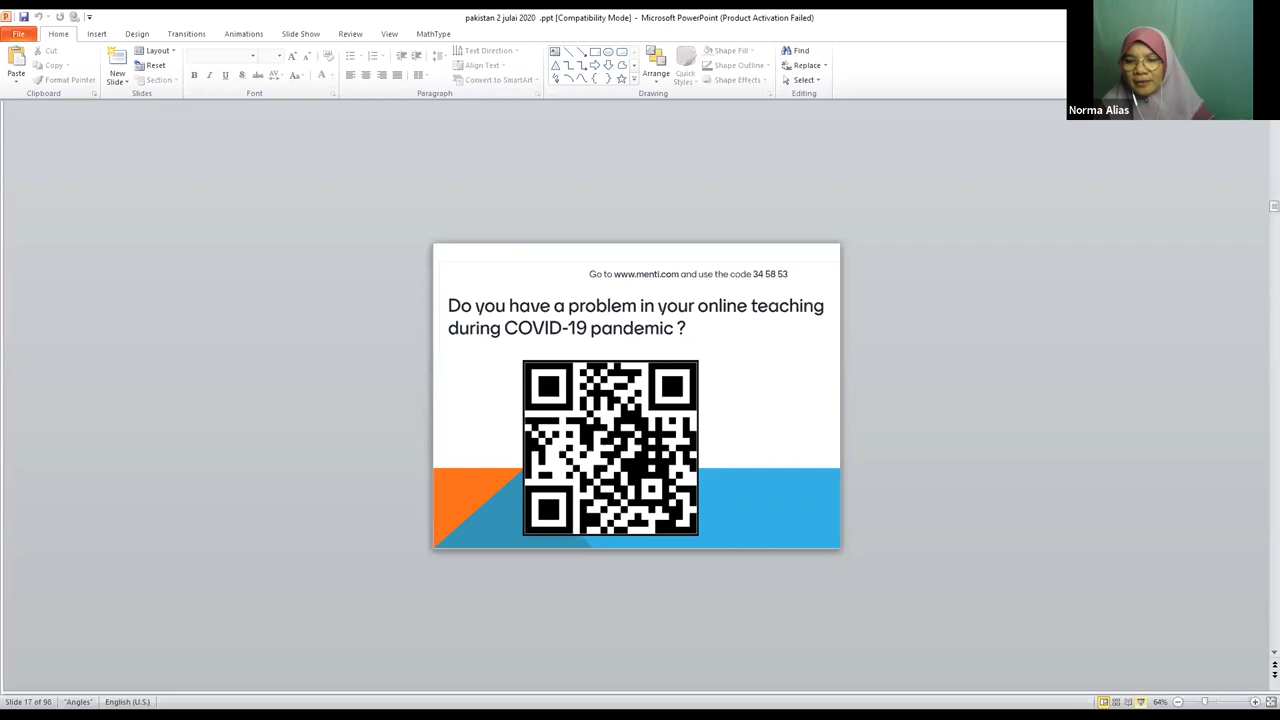 pakistan 2 julai 2020 .ppt [Compatibility Mode] - Microsoft PowerPoint (Product Activation Failed)
File Home Insert Design Transitions Animations Slide Show Review View MathType
Paste
Cut
Copy
Format Painter
Clipboard
New
Slide
Layout
Reset
Section
Slides
B I U S abc AV Aa A
Font
Paragraph
Text Direction
Align Text
Convert to SmartArt
Arrange
Quick
Styles
Shape Fill
Shape Outline
Shape Effects
Drawing
Find
Replace
Select
Editing
Norma Alias
Go to www.menti.com and use the code 34 58 53
Do you have a problem in your online teaching
during COVID-19 pandemic ?
Slide 17 of 98 "Angles" English (U.S.) 64%